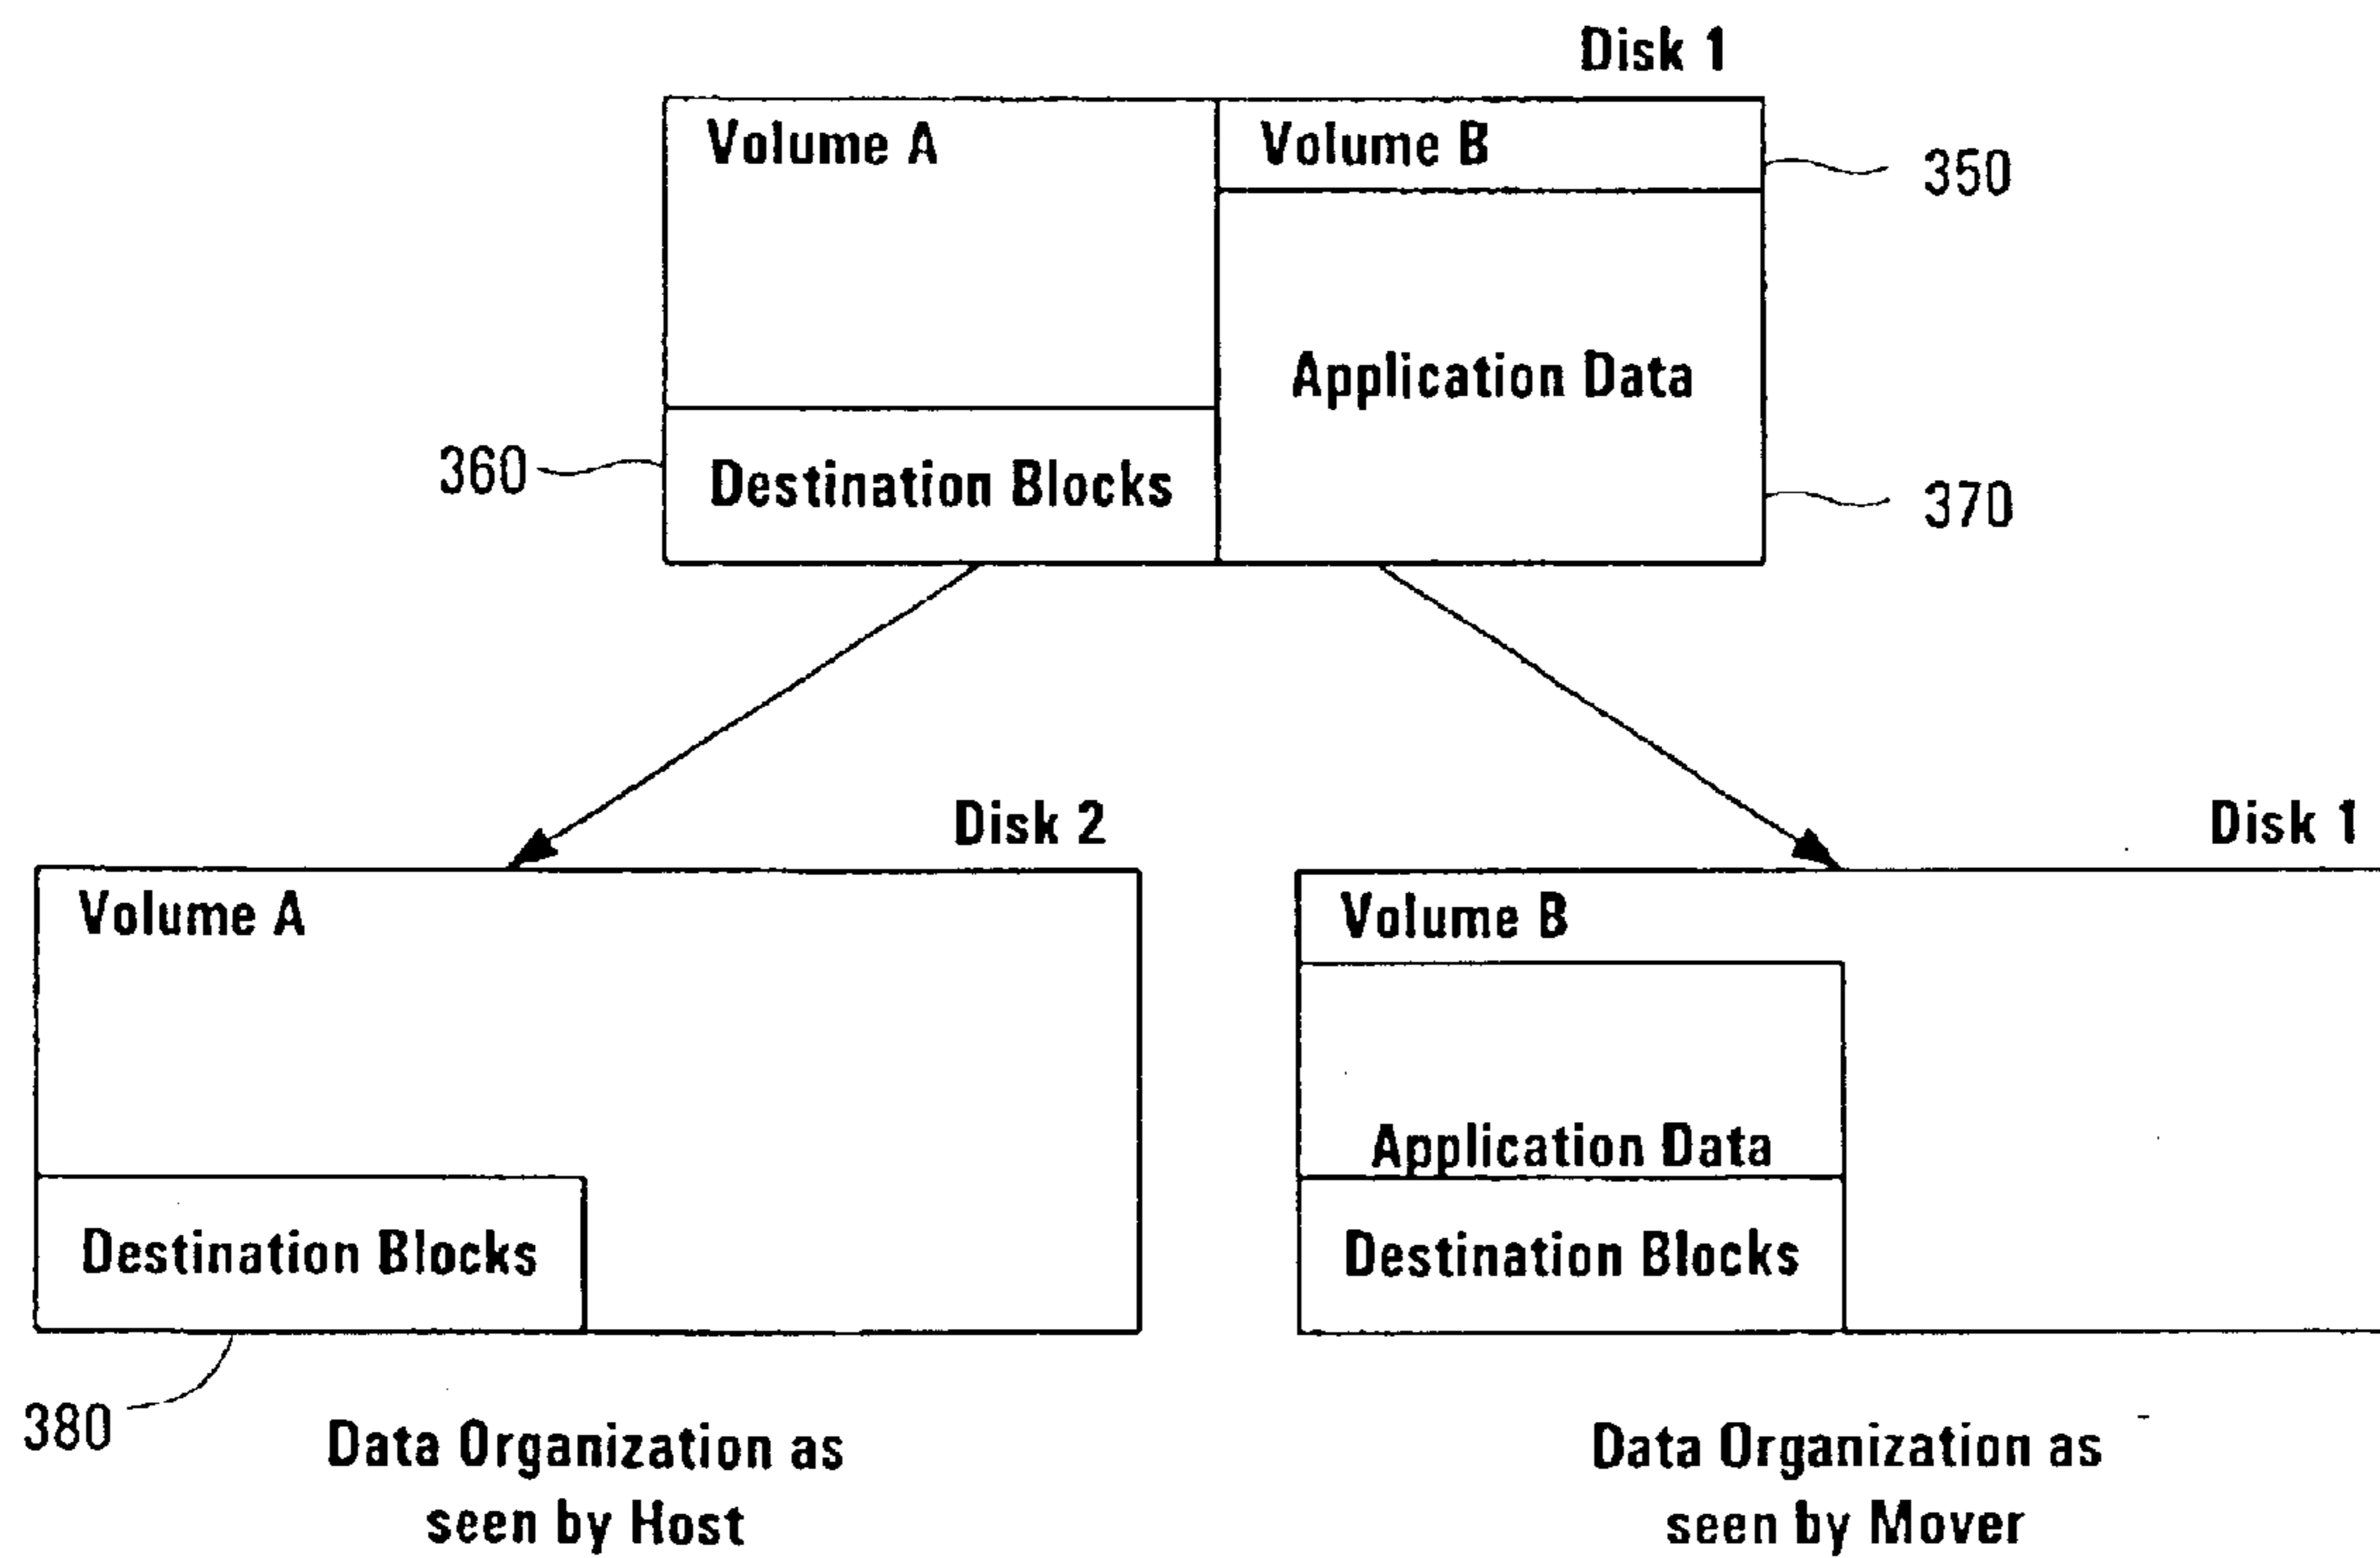 Disk 1
Volume A
Volume B
350
Application Data
360
Destination Blocks
370
Disk 2
Disk 1
Volume A
Volume B
Application Data
Destination Blocks
Destination Blocks
380
Data Organization as
seen by Host
Data Organization as
seen by Mover